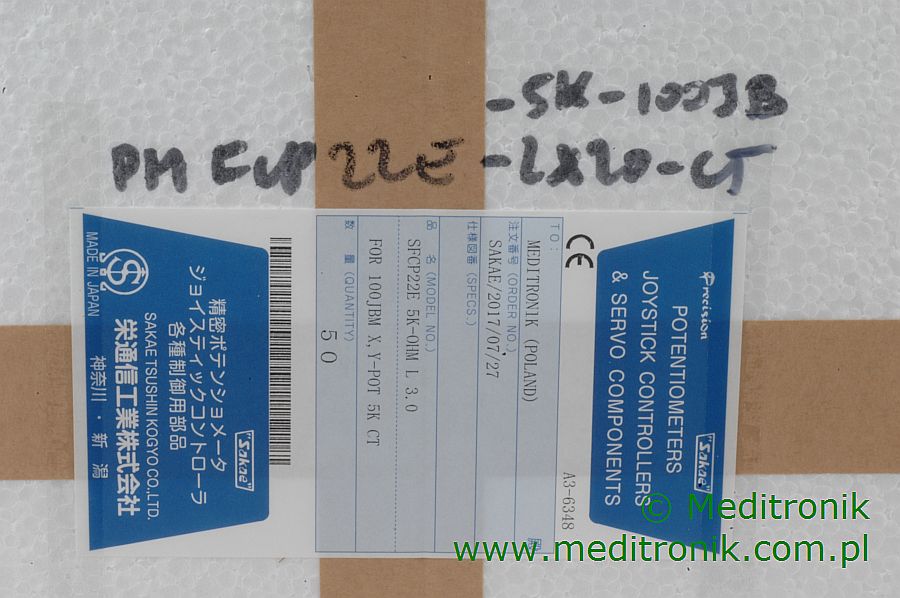 -SK-1003B
PM CUP22E-LX20-CT
Precision
POTENTIOMETERS
JOYSTICK CONTROLLERS
& SERVO COMPONENTS
"Sakae"
CE
A3-6348
TO:
MEDITRONIK (POLAND)
注文番号 (ORDER NO.)
SAKAE/2017/07/27
仕様図番 (SPECS.)
品 名 (MODEL NO.)
SFCP22E 5K-OHM L 3.0
FOR 100JBM X,Y-POT 5K CT
数 量 (QUANTITY)
50
"Sakae"
精密ポテンショメータ
ジョイスティックコントローラ
各種制御用部品
SAKAE TSUSHIN KOGYO CO.,LTD.
栄通信工業株式会社
神奈川・新潟
MADE IN JAPAN
© Meditronik
www.meditronik.com.pl